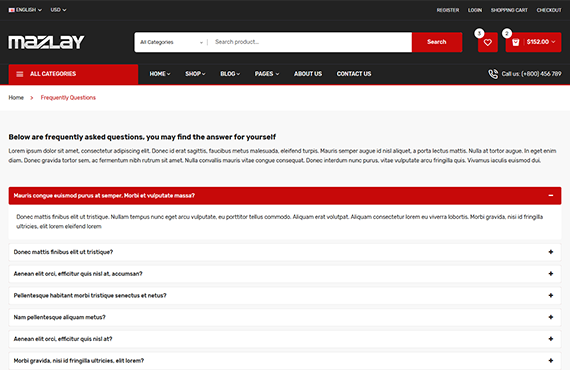 ENGLISH USD REGISTER LOGIN SHOPPING CART CHECKOUT
MAZLAY All Categories Search product... Search 3 2 $152.00
ALL CATEGORIES HOME SHOP BLOG PAGES ABOUT US CONTACT US Call us: (+800) 456 789
Home > Frequently Questions
Below are frequently asked questions, you may find the answer for yourself
Lorem ipsum dolor sit amet, consectetur adipiscing elit. Donec id erat sagittis, faucibus metus malesuada, eleifend turpis. Mauris semper augue id nisl aliquet, a porta lectus mattis. Nulla at tortor augue. In eget enim
diam. Donec gravida tortor sem, ac fermentum nibh rutrum sit amet. Nulla convallis mauris vitae congue consequat. Donec interdum nunc purus, vitae vulputate arcu fringilla quis. Vivamus iaculis euismod dui.
Mauris congue euismod purus at semper. Morbi et vulputate massa?
Donec mattis finibus elit ut tristique. Nullam tempus nunc eget arcu vulputate, eu porttitor tellus commodo. Aliquam erat volutpat. Aliquam consectetur lorem eu viverra lobortis. Morbi gravida, nisi id fringilla
ultricies, elit lorem eleifend lorem
Donec mattis finibus elit ut tristique?
Aenean elit orci, efficitur quis nisl at, accumsan?
Pellentesque habitant morbi tristique senectus et netus?
Nam pellentesque aliquam metus?
Aenean elit orci, efficitur quis nisl at?
Morbi gravida, nisi id fringilla ultricies, elit lorem?